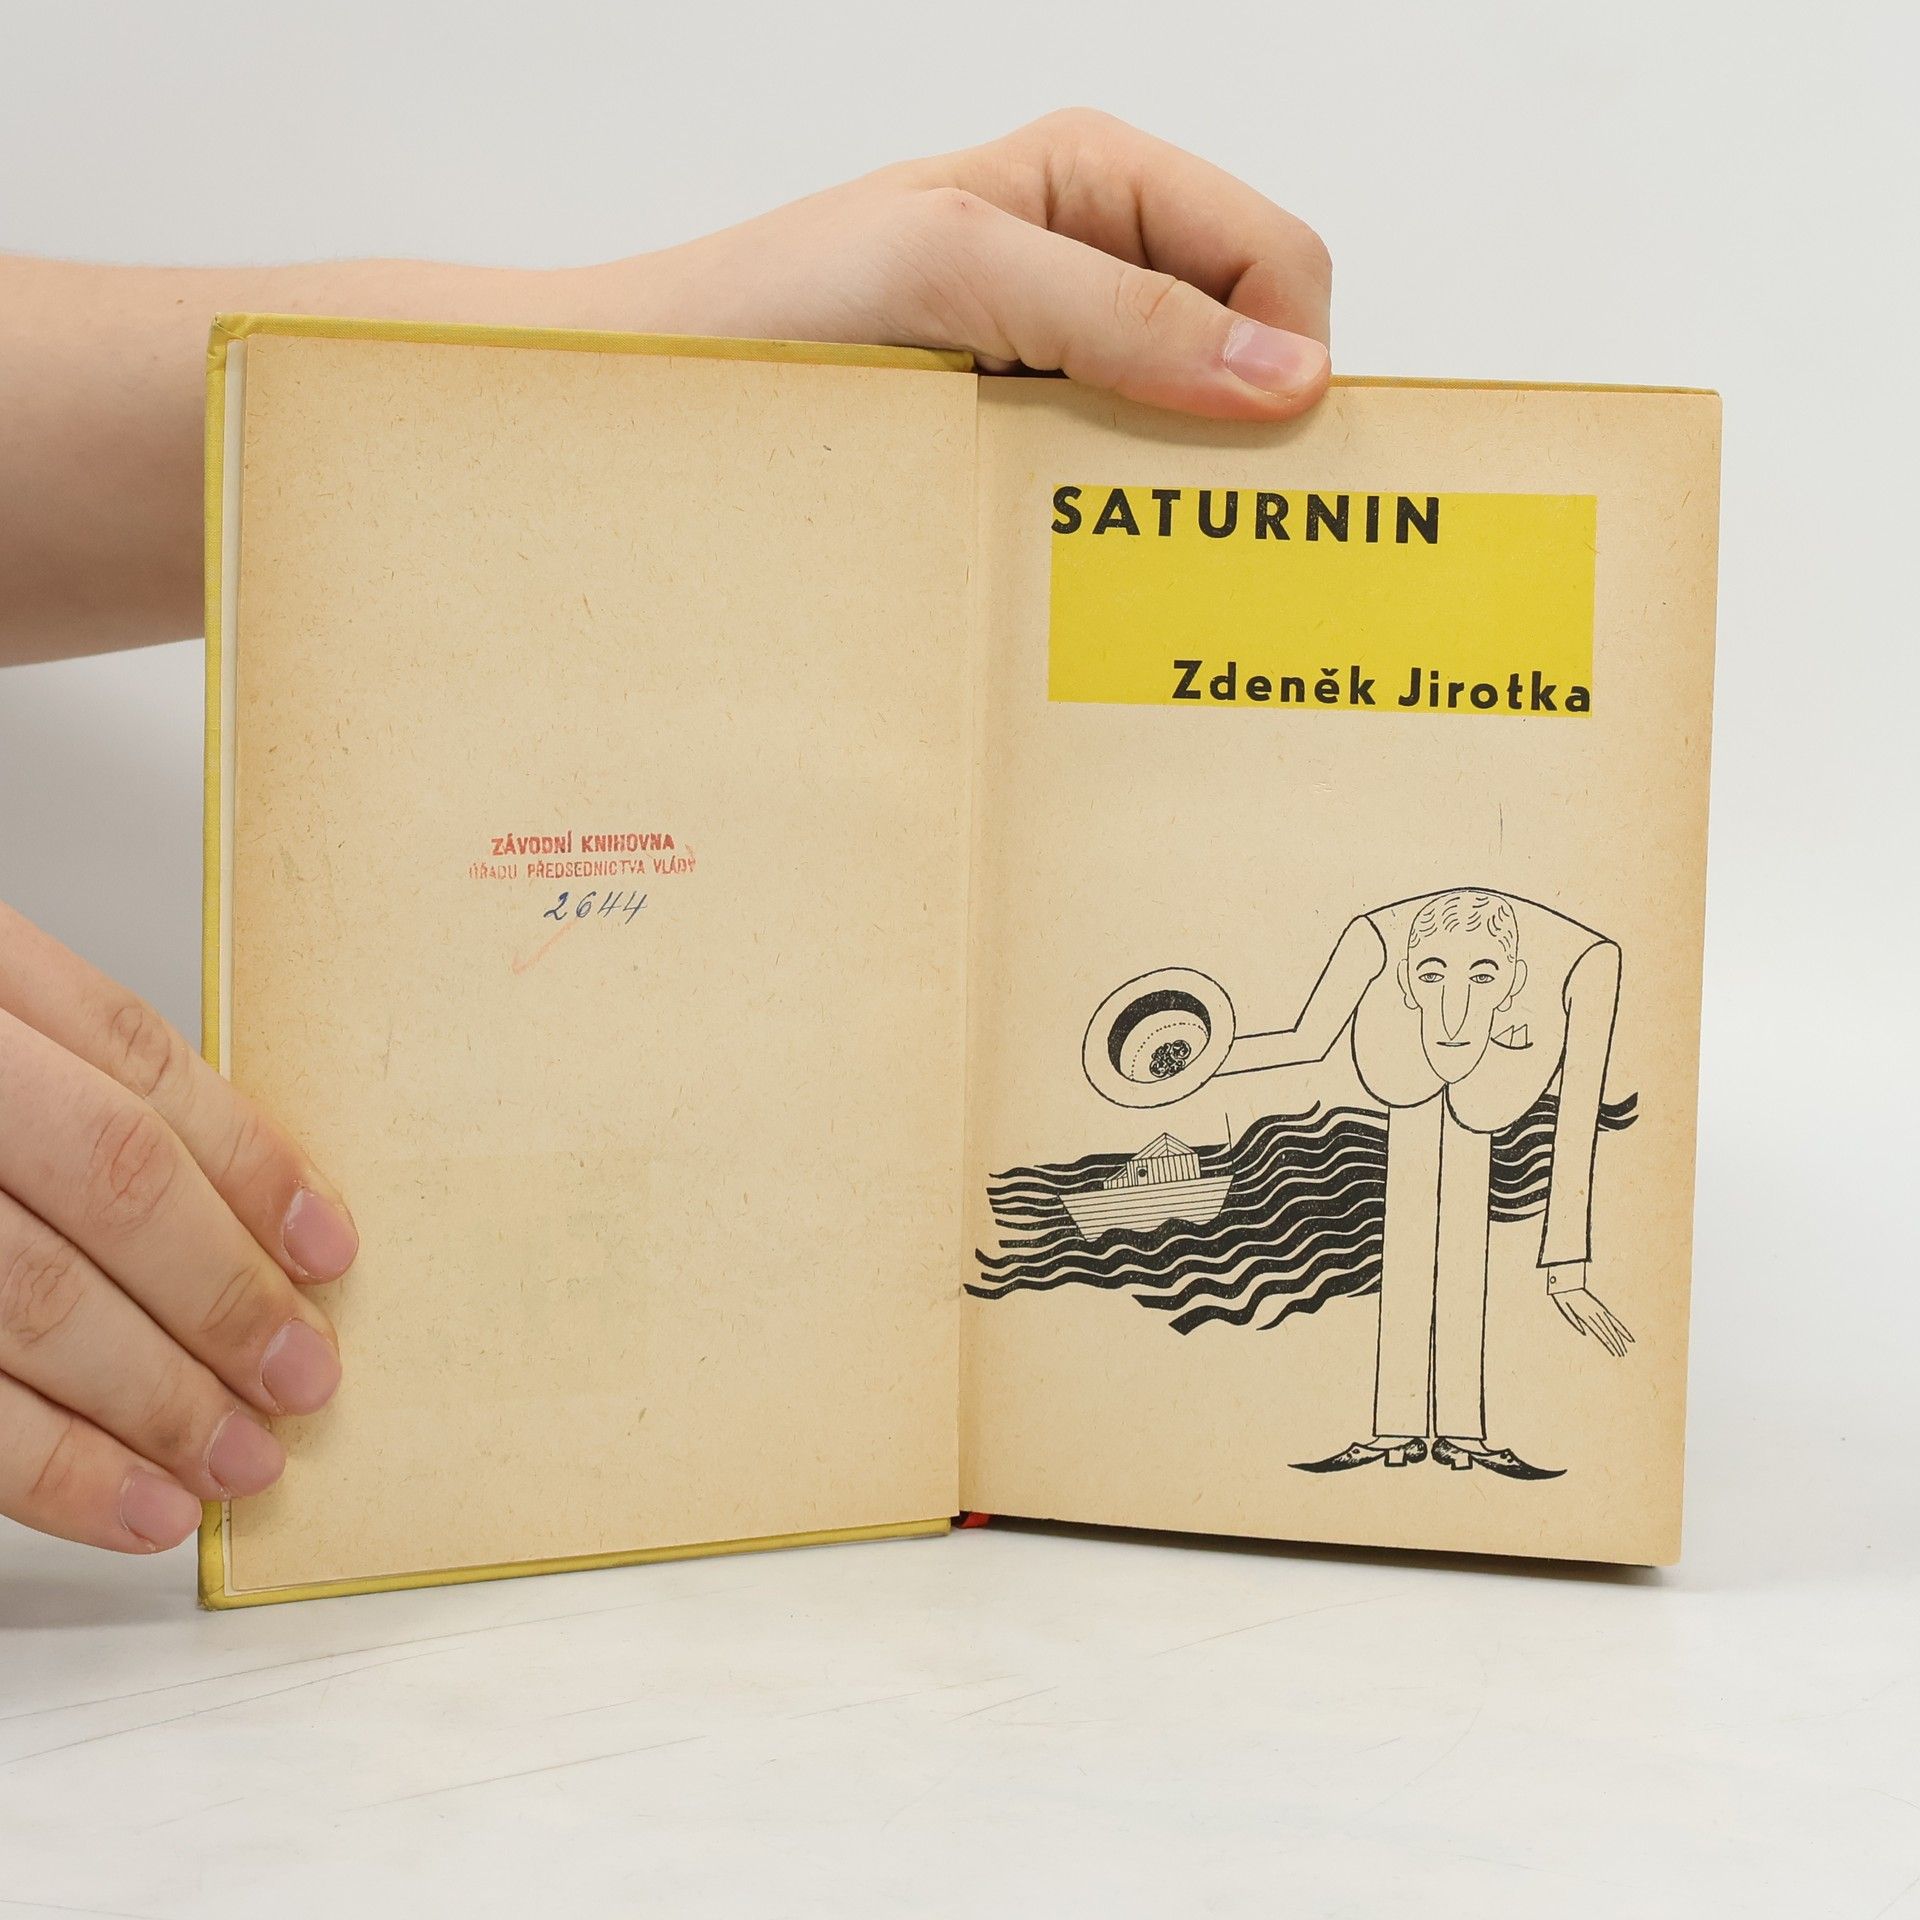 ZÁVODNÍ KNIHOVNA
ÚŘADU PŘEDSEDNICTVA VLÁDY
2644
SATURNIN
Zdeněk Jirotka